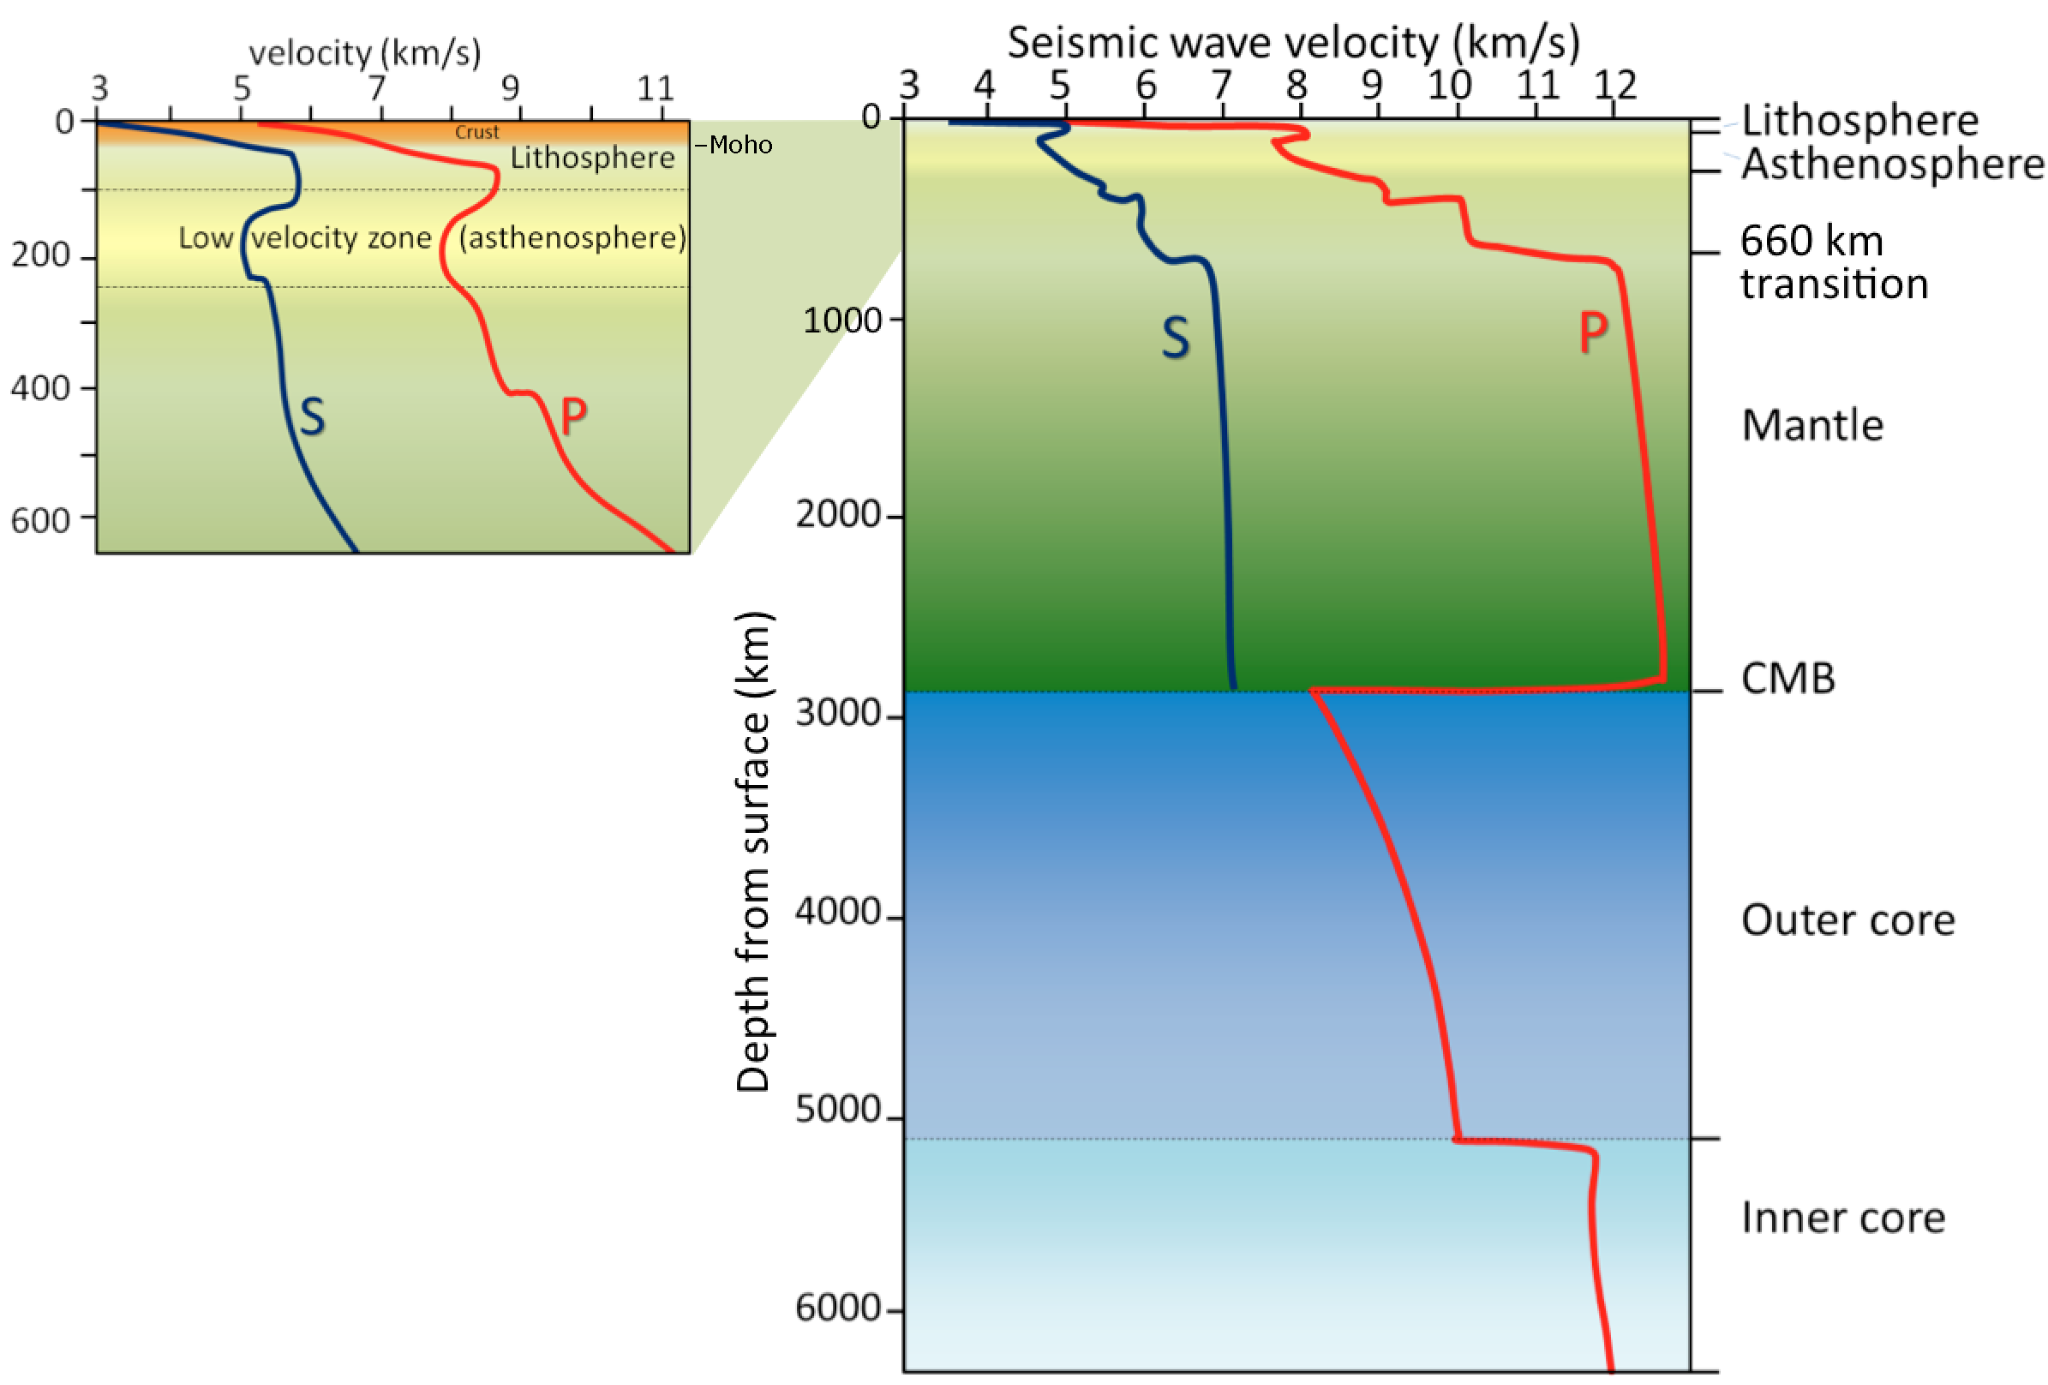 velocity (km/s)
3 5 7 9 11
0
200
400
600
Crust
Lithosphere
Moho
Low velocity zone (asthenosphere)
S
P
Seismic wave velocity (km/s)
3 4 5 6 7 8 9 10 11 12
Depth from surface (km)
0
1000
2000
3000
4000
5000
6000
S
P
Lithosphere
Asthenosphere
660 km
transition
Mantle
CMB
Outer core
Inner core